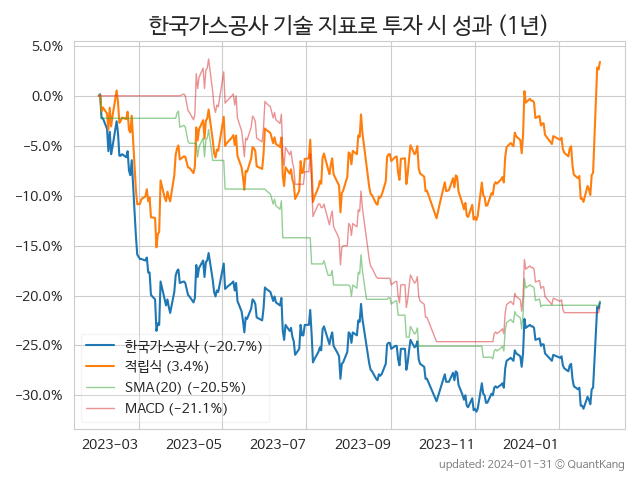 한국가스공사 기술 지표로 투자 시 성과 (1년)
5.0%
0.0%
−5.0%
−10.0%
−15.0%
−20.0%
−25.0%
−30.0%
한국가스공사 (−20.7%)
적립식 (3.4%)
SMA(20) (−20.5%)
MACD (−21.1%)
2023−03
2023−05
2023−07
2023−09
2023−11
2024−01
updated: 2024−01−31 © QuantKang